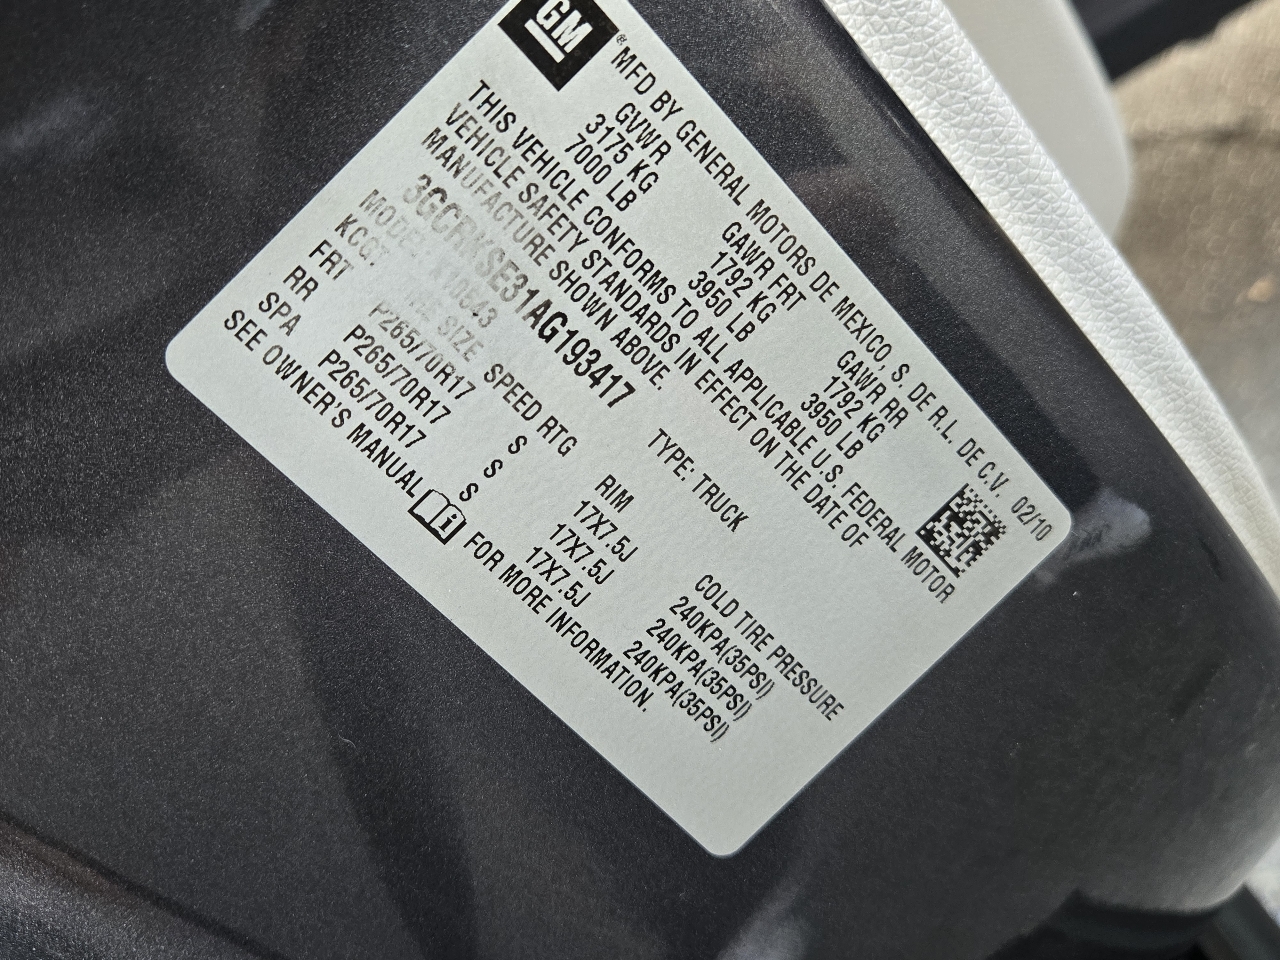 GM
®
MFD BY GENERAL MOTORS DE MEXICO, S. DE R.L. DE C.V. 02/10
GVWR GAWR FRT GAWR RR
3175 KG 1792 KG 1792 KG
7000 LB 3950 LB 3950 LB
THIS VEHICLE CONFORMS TO ALL APPLICABLE U.S. FEDERAL MOTOR
VEHICLE SAFETY STANDARDS IN EFFECT ON THE DATE OF
MANUFACTURE SHOWN ABOVE.
3GCRKSE31AG193417 TYPE: TRUCK
MODEL: K10543
SIZE SPEED RTG RIM COLD TIRE PRESSURE
FRT P265/70R17 S 17X7.5J 240KPA(35PSI)
RR P265/70R17 S 17X7.5J 240KPA(35PSI)
SPA P265/70R17 S 17X7.5J 240KPA(35PSI)
SEE OWNER'S MANUAL i FOR MORE INFORMATION.